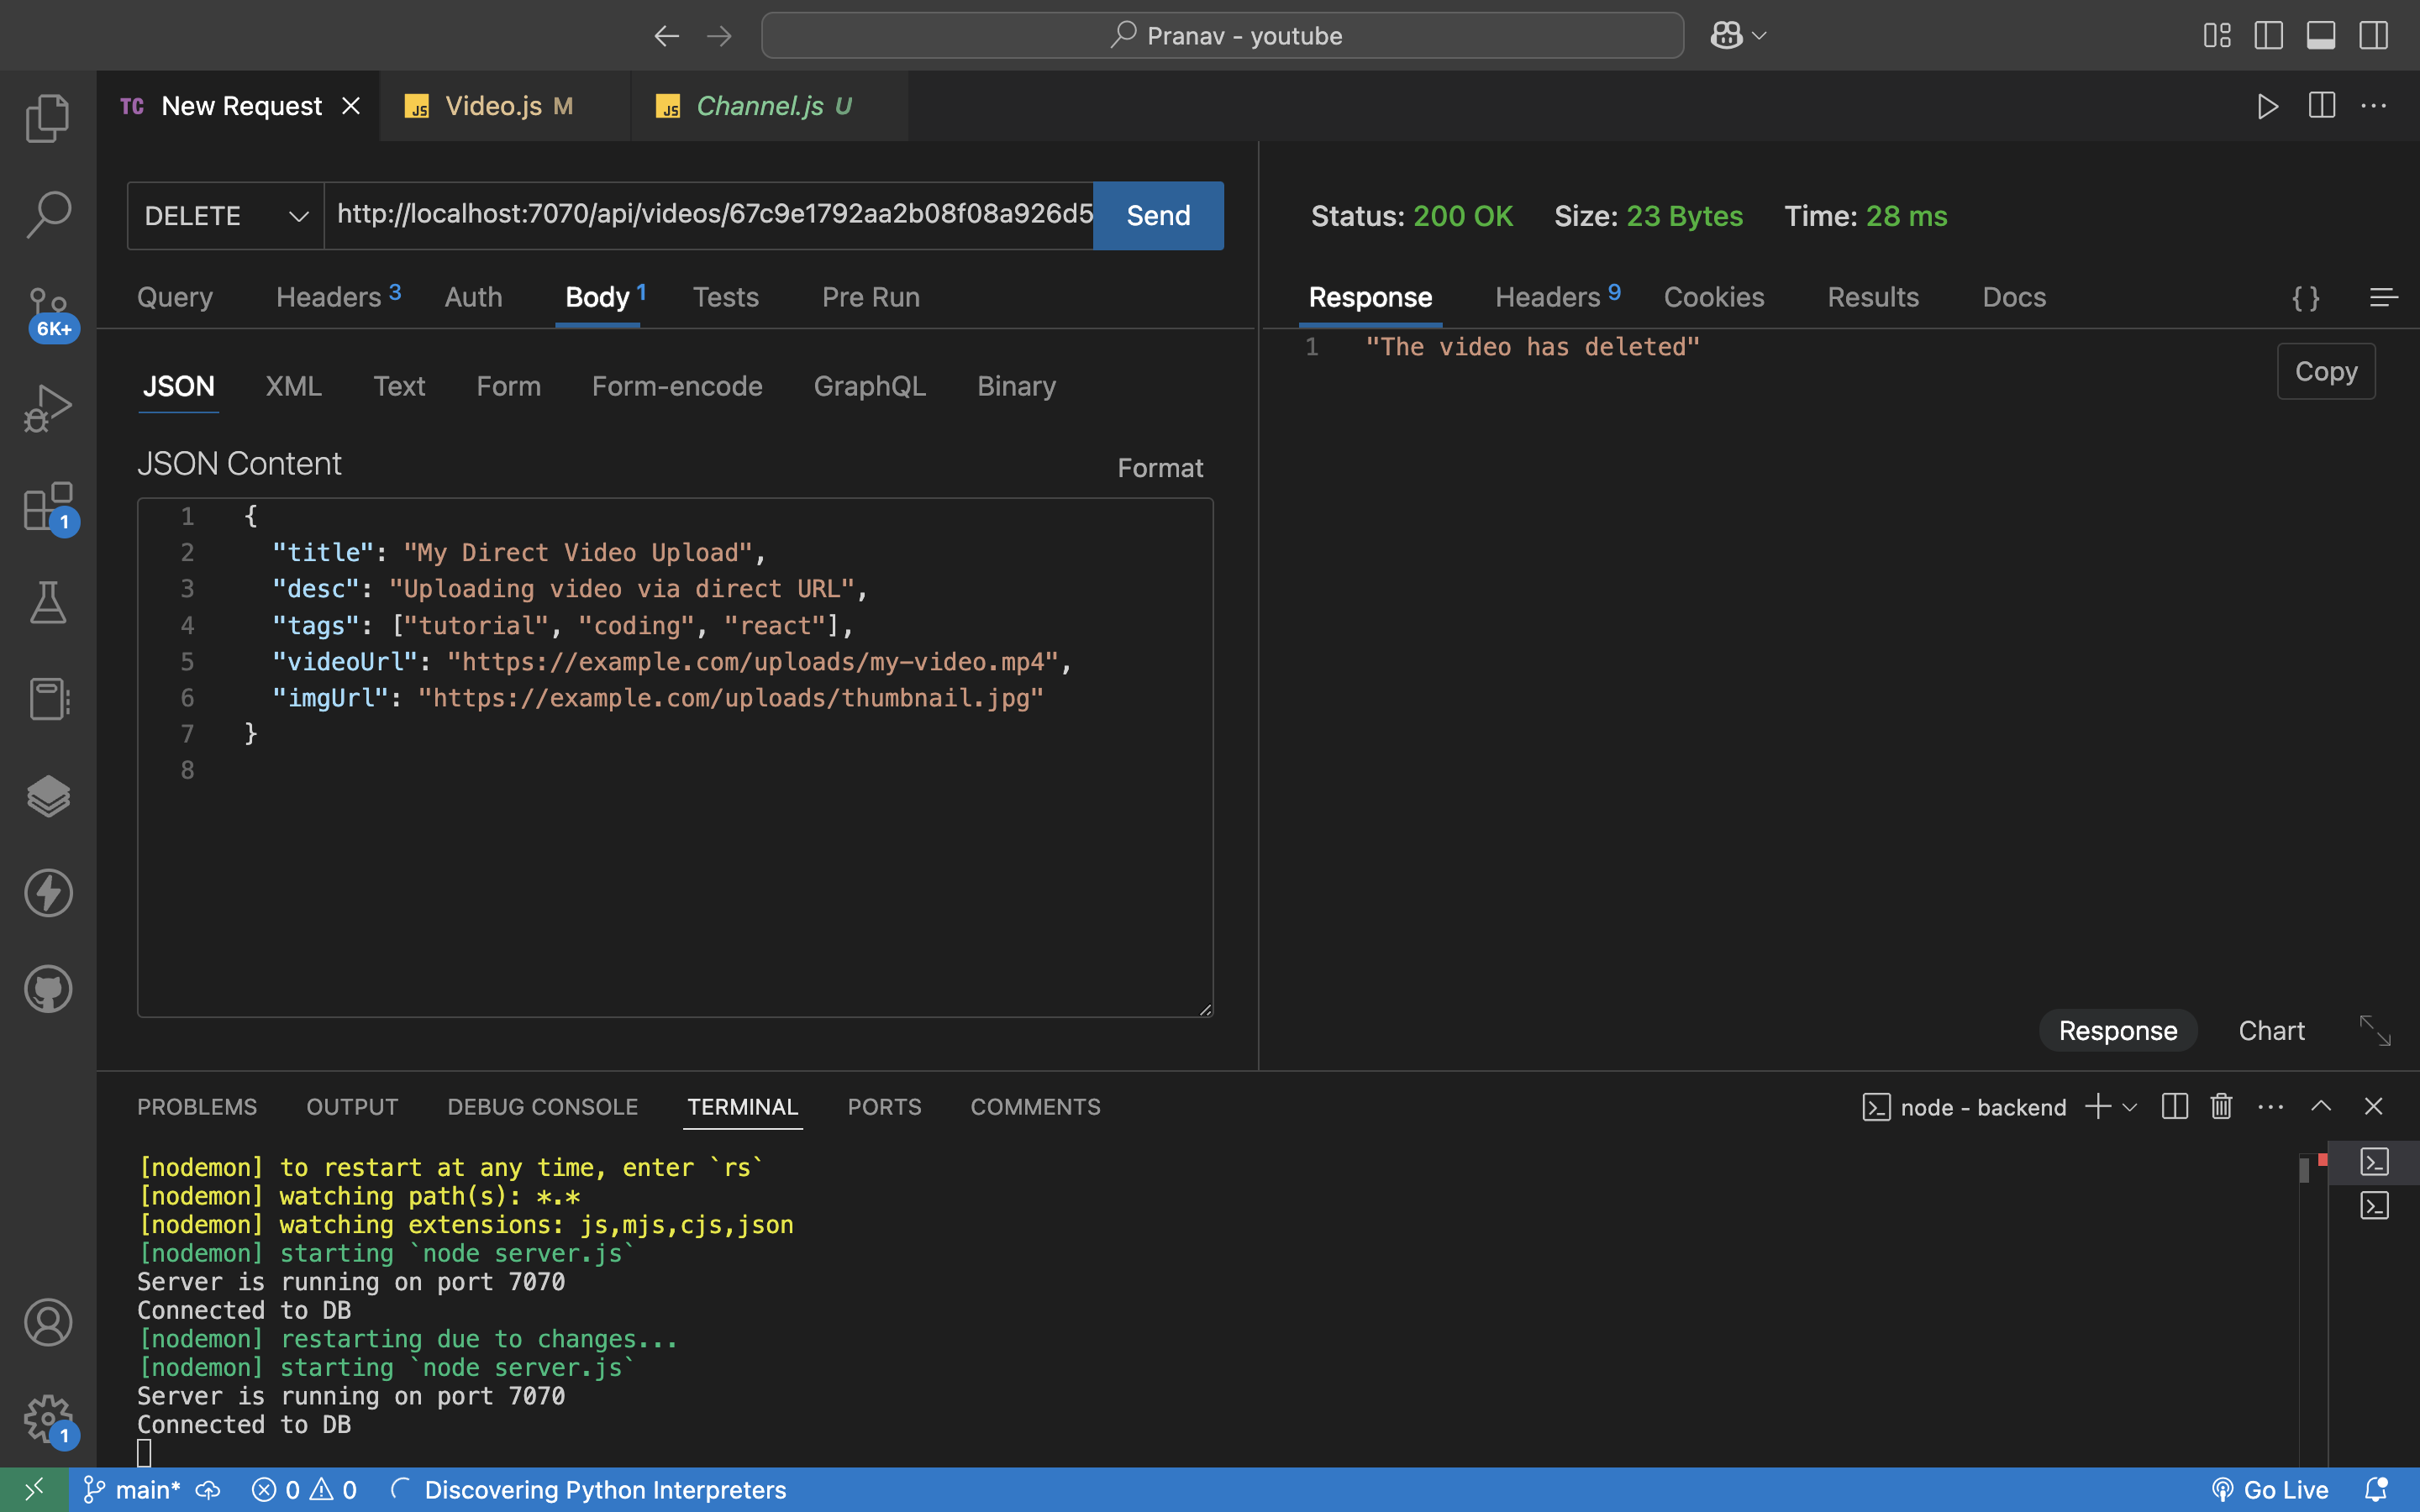 Pranav - youtube
TC New Request
JS Video.js M
JS Channel.js U
DELETE
http://localhost:7070/api/videos/67c9e1792aa2b08f08a926d5
Send
Status: 200 OK Size: 23 Bytes Time: 28 ms
Query Headers 3 Auth Body 1 Tests Pre Run
Response Headers 9 Cookies Results Docs { }
6K+
JSON XML Text Form Form-encode GraphQL Binary
1 "The video has deleted"
Copy
JSON Content
Format
1 {
2 "title": "My Direct Video Upload",
3 "desc": "Uploading video via direct URL",
4 "tags": ["tutorial", "coding", "react"],
5 "videoUrl": "https://example.com/uploads/my-video.mp4",
6 "imgUrl": "https://example.com/uploads/thumbnail.jpg"
7 }
8
1
Response Chart
PROBLEMS OUTPUT DEBUG CONSOLE TERMINAL PORTS COMMENTS
node - backend
[nodemon] to restart at any time, enter `rs`
[nodemon] watching path(s): *.*
[nodemon] watching extensions: js,mjs,cjs,json
[nodemon] starting `node server.js`
Server is running on port 7070
Connected to DB
[nodemon] restarting due to changes...
[nodemon] starting `node server.js`
Server is running on port 7070
Connected to DB
1
main* 0 0 Discovering Python Interpreters
Go Live